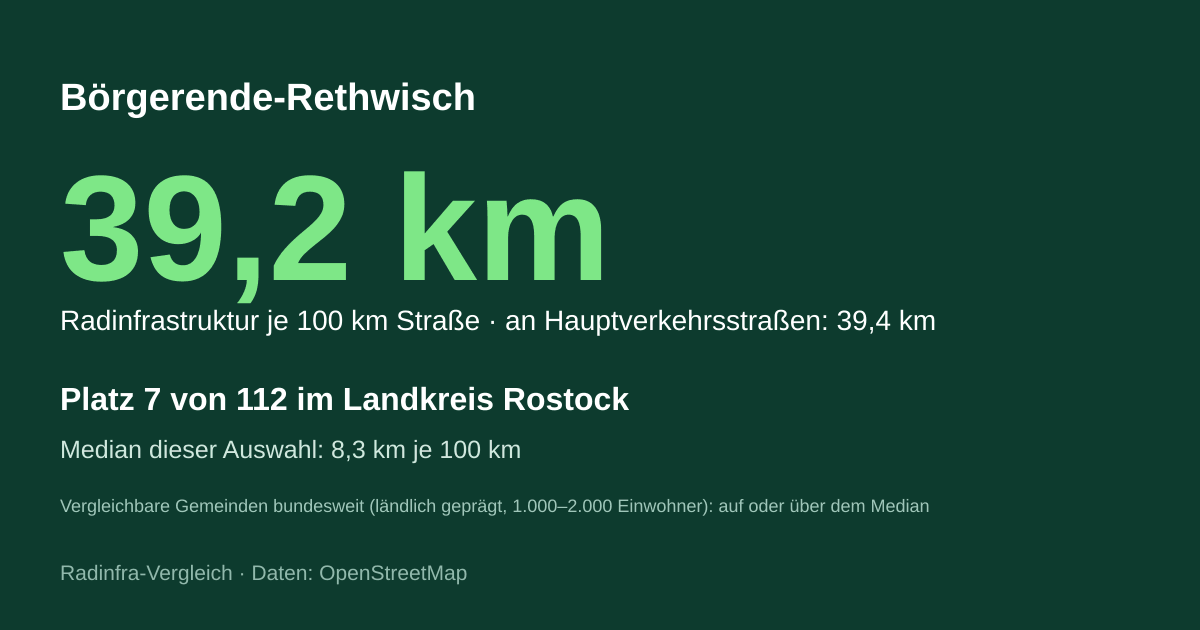 Börgerende-Rethwisch
39,2 km
Radinfrastruktur je 100 km Straße · an Hauptverkehrsstraßen: 39,4 km
Platz 7 von 112 im Landkreis Rostock
Median dieser Auswahl: 8,3 km je 100 km
Vergleichbare Gemeinden bundesweit (ländlich geprägt, 1.000–2.000 Einwohner): auf oder über dem Median
Radinfra-Vergleich · Daten: OpenStreetMap